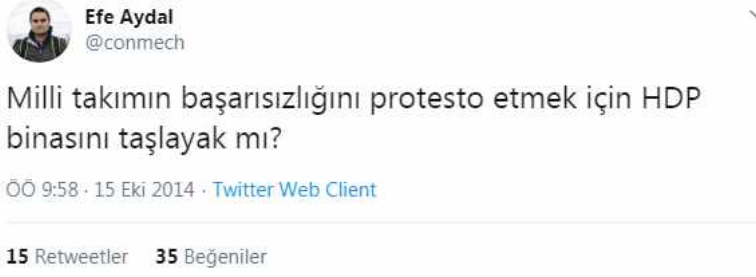 Efe Aydal
@conmech
Milli takımın başarısızlığını protesto etmek için HDP
binasını taşlayak mı?
ÖÖ 9:58 · 15 Eki 2014 · Twitter Web Client
15 Retweetler 35 Beğeniler